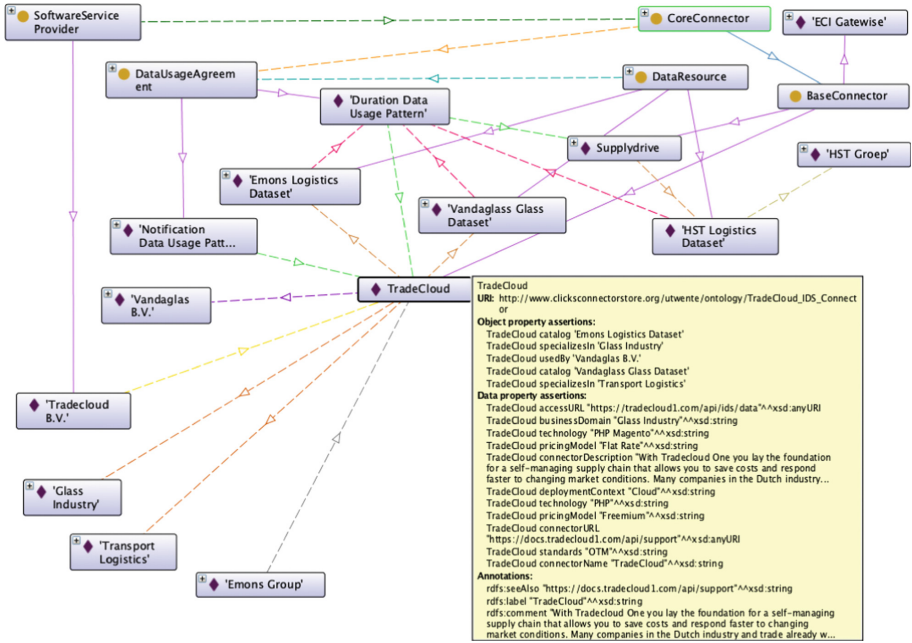 SoftwareService
Provider
CoreConnector
'ECI Gatewise'
DataUsageAgreem
ent
DataResource
BaseConnector
'Duration Data
Usage Pattern'
Supplydrive
'HST Groep'
'Emons Logistics
Dataset'
'Vandaglass Glass
Dataset'
'Notification
Data Usage Patt...
'HST Logistics
Dataset'
TradeCloud
'Vandaglas
B.V.'
'Tradecloud
B.V.'
'Glass
Industry'
'Transport
Logistics'
'Emons Group'
TradeCloud
URI: http://www.clicksconnectorstore.org/utwente/ontology/TradeCloud_IDS_Connect
or
Object property assertions:
TradeCloud catalog 'Emons Logistics Dataset'
TradeCloud specializesIn 'Glass Industry'
TradeCloud usedBy 'Vandaglas B.V.'
TradeCloud catalog 'Vandaglass Glass Dataset'
TradeCloud specializesIn 'Transport Logistics'
Data property assertions:
TradeCloud accessURL "https://tradecloud1.com/api/ids/data"^^xsd:anyURI
TradeCloud businessDomain "Glass Industry"^^xsd:string
TradeCloud technology "PHP Magento"^^xsd:string
TradeCloud pricingModel "Flat Rate"^^xsd:string
TradeCloud connectorDescription "With Tradecloud One you lay the foundation
for a self-managing supply chain that allows you to save costs and respond
faster to changing market conditions. Many companies in the Dutch industry...
TradeCloud deploymentContext "Cloud"^^xsd:string
TradeCloud technology "PHP"^^xsd:string
TradeCloud pricingModel "Freemium"^^xsd:string
TradeCloud connectorURL
"https://docs.tradecloud1.com/api/support"^^xsd:anyURI
TradeCloud standards "OTM"^^xsd:string
TradeCloud connectorName "TradeCloud"^^xsd:string
Annotations:
rdfs:seeAlso "https://docs.tradecloud1.com/api/support"^^xsd:string
rdfs:label "TradeCloud"^^xsd:string
rdfs:comment "With Tradecloud One you lay the foundation for a self-managing
supply chain that allows you to save costs and respond faster to changing
market conditions. Many companies in the Dutch industry and trade already w...